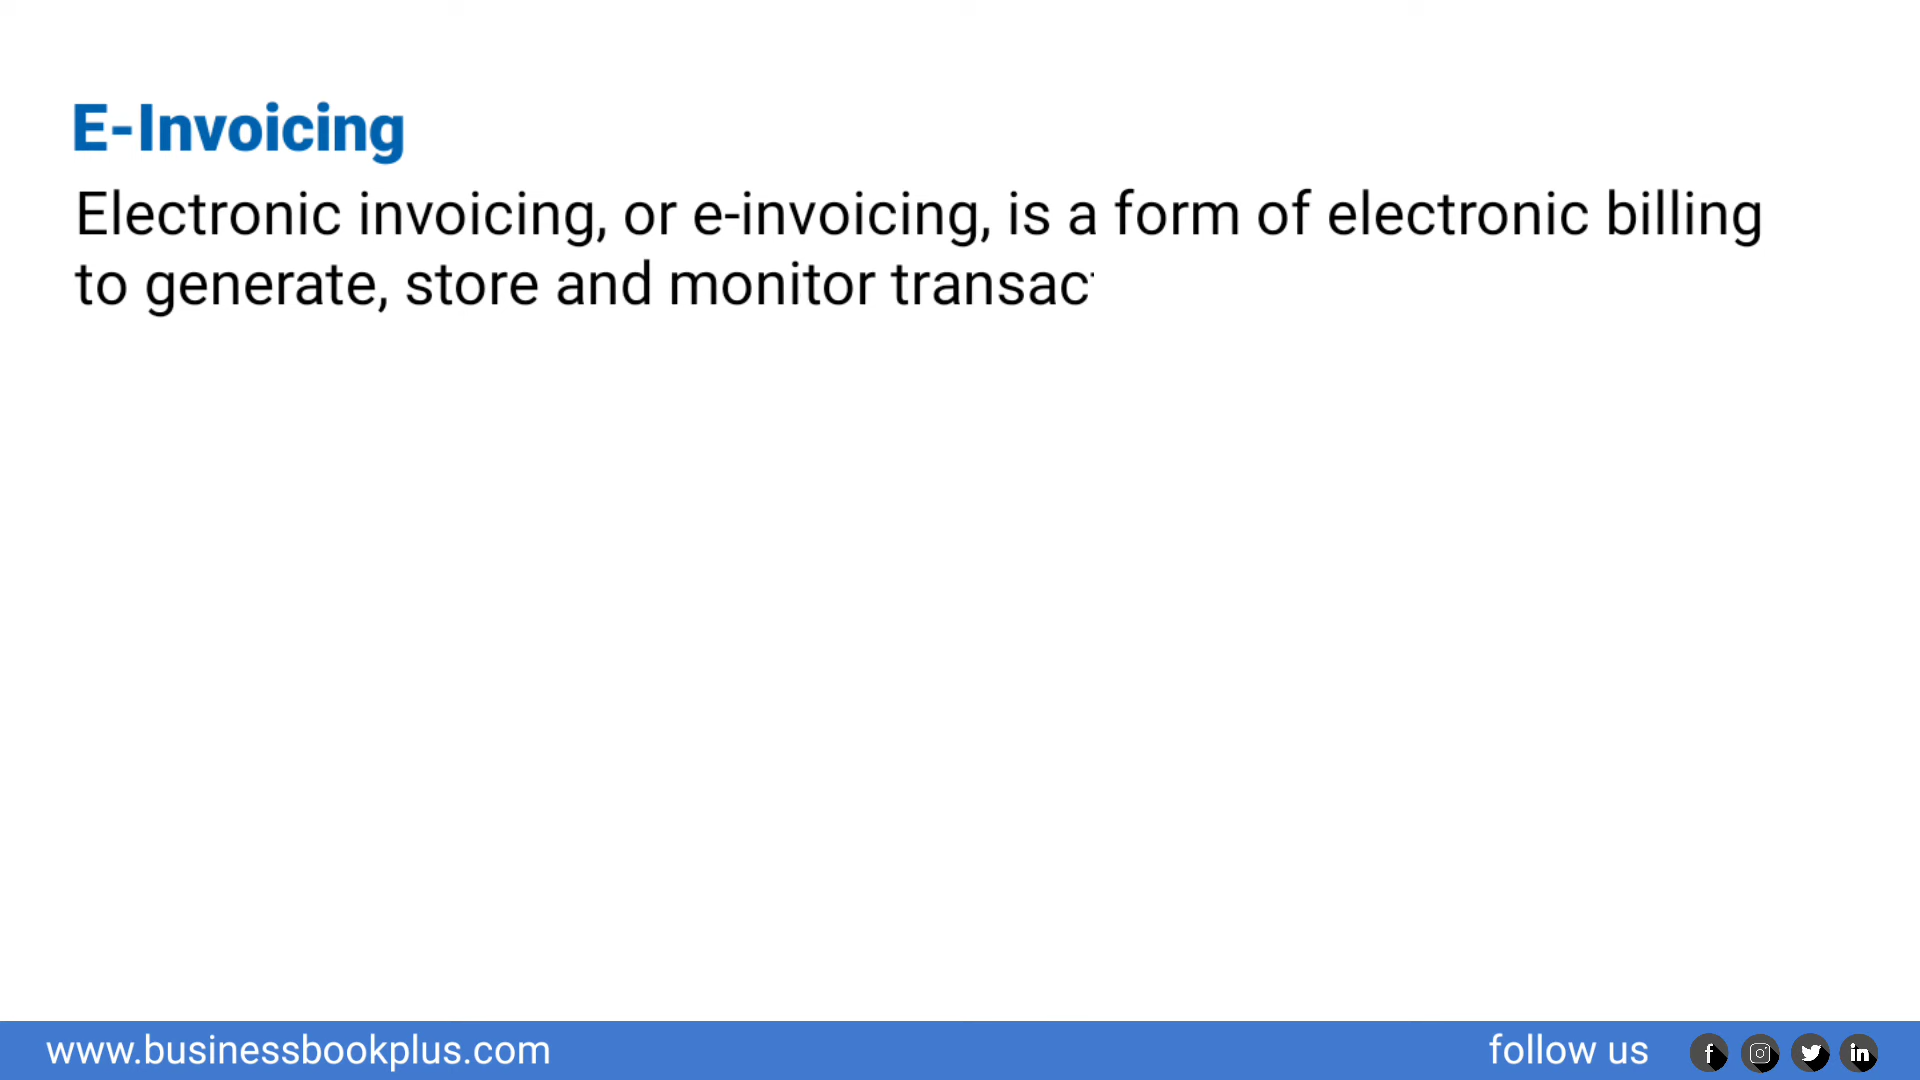 E-Invoicing
Electronic invoicing, or e-invoicing, is a form of electronic billing
to generate, store and monitor transac
www.businessbookplus.com
follow us